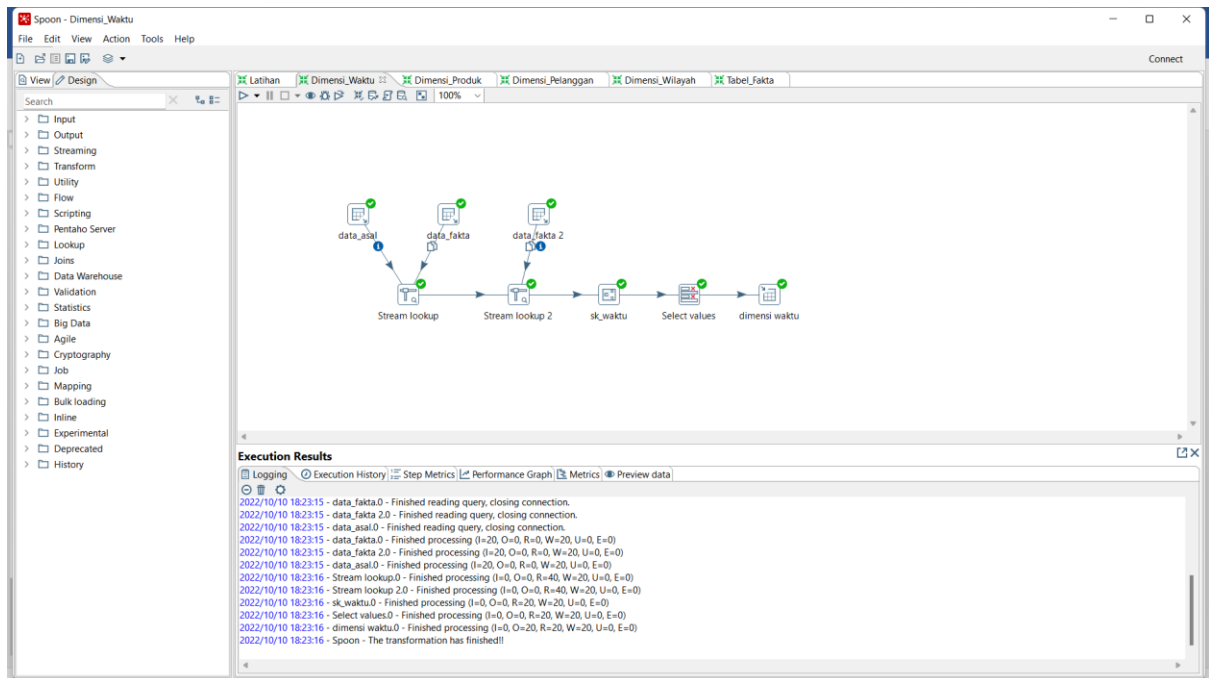 Spoon - Dimensi_Waktu
File Edit View Action Tools Help
Connect
View Design
Search
Input
Output
Streaming
Transform
Utility
Flow
Scripting
Pentaho Server
Lookup
Joins
Data Warehouse
Validation
Statistics
Big Data
Agile
Cryptography
Job
Mapping
Bulk loading
Inline
Experimental
Deprecated
History
Latihan Dimensi_Waktu Dimensi_Produk Dimensi_Pelanggan Dimensi_Wilayah Tabel_Fakta
100%
data_asal data_fakta data_fakta 2
Stream lookup Stream lookup 2 sk_waktu Select values dimensi waktu
Execution Results
Logging Execution History Step Metrics Performance Graph Metrics Preview data
2022/10/10 18:23:15 - data_fakta.0 - Finished reading query, closing connection.
2022/10/10 18:23:15 - data_fakta 2.0 - Finished reading query, closing connection.
2022/10/10 18:23:15 - data_asal.0 - Finished reading query, closing connection.
2022/10/10 18:23:15 - data_fakta.0 - Finished processing (I=20, O=0, R=0, W=20, U=0, E=0)
2022/10/10 18:23:15 - data_fakta 2.0 - Finished processing (I=20, O=0, R=0, W=20, U=0, E=0)
2022/10/10 18:23:15 - data_asal.0 - Finished processing (I=20, O=0, R=0, W=20, U=0, E=0)
2022/10/10 18:23:16 - Stream lookup.0 - Finished processing (I=0, O=0, R=40, W=20, U=0, E=0)
2022/10/10 18:23:16 - Stream lookup 2.0 - Finished processing (I=0, O=0, R=40, W=20, U=0, E=0)
2022/10/10 18:23:16 - sk_waktu.0 - Finished processing (I=0, O=0, R=20, W=20, U=0, E=0)
2022/10/10 18:23:16 - Select values.0 - Finished processing (I=0, O=0, R=20, W=20, U=0, E=0)
2022/10/10 18:23:16 - dimensi waktu.0 - Finished processing (I=0, O=20, R=20, W=20, U=0, E=0)
2022/10/10 18:23:16 - Spoon - The transformation has finished!!